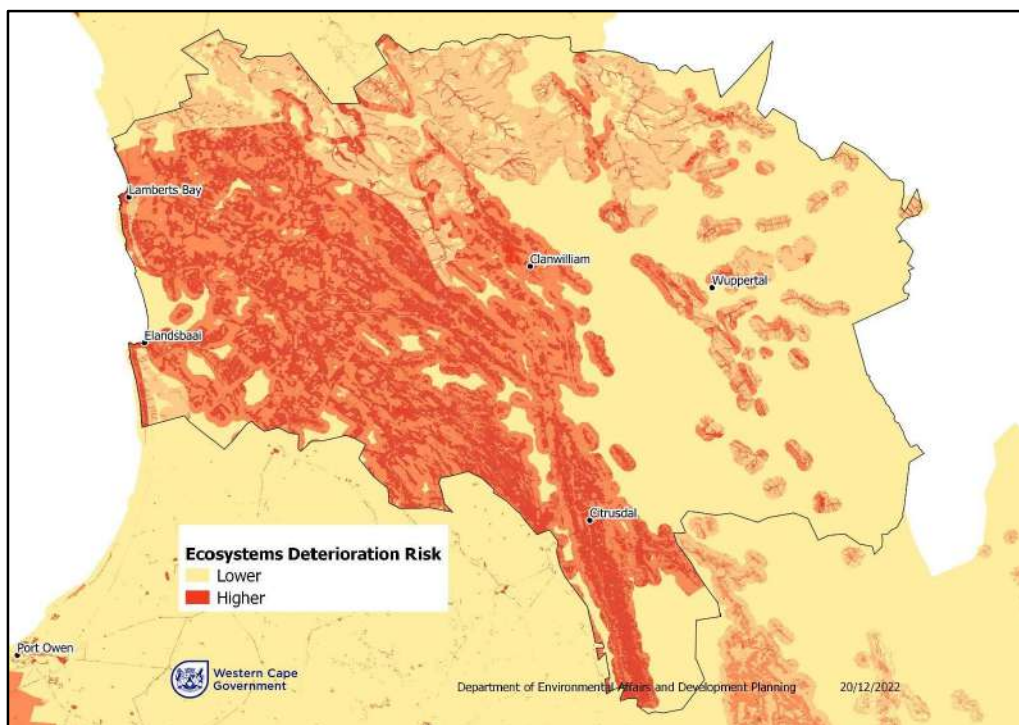 Lamberts Bay
Clanwilliam
Wuppertal
Elandsbaai
Citrusdal
Ecosystems Deterioration Risk
Lower
Higher
Port Owen
Western Cape
Government
Department of Environmental Affairs and Development Planning 20/12/2022